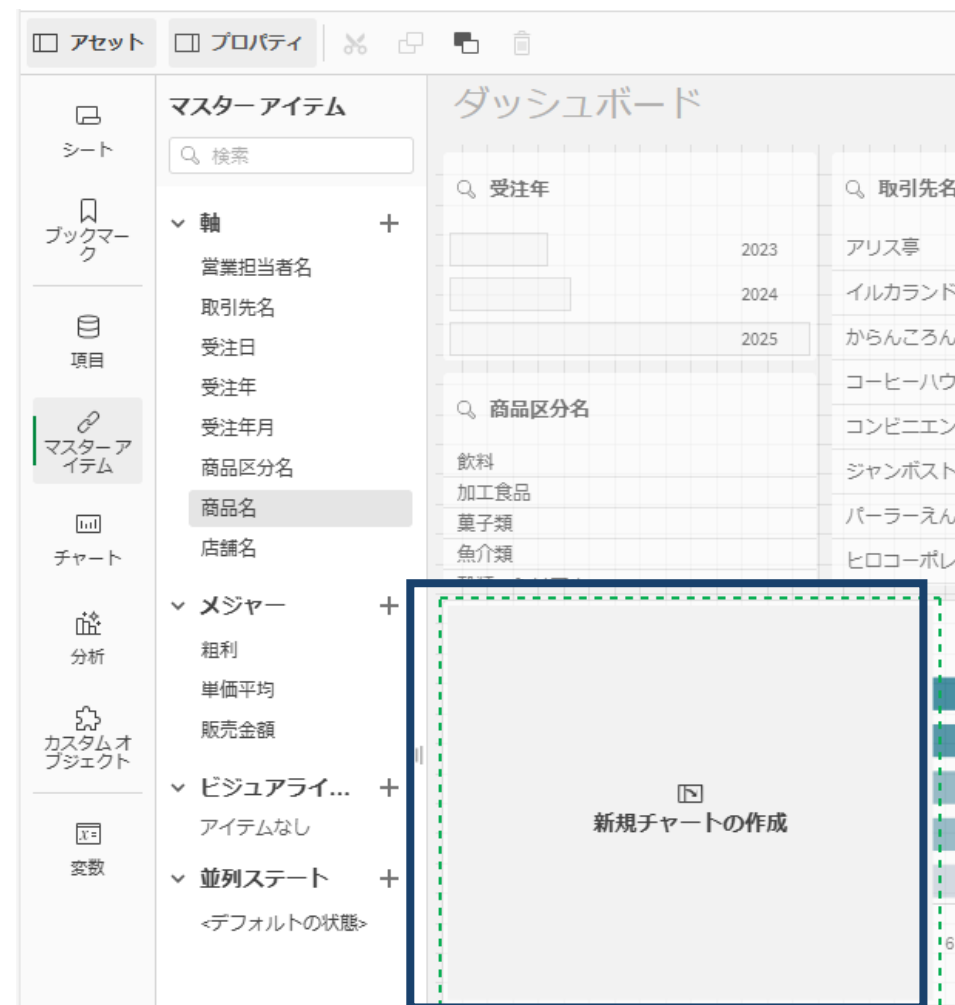 アセット
プロパティ
シート
ブックマー
ク
項目
マスター ア
イテム
チャート
分析
カスタム オ
ブジェクト
変数
マスター アイテム
検索
軸
営業担当者名
取引先名
受注日
受注年
受注年月
商品区分名
商品名
店舗名
メジャー
粗利
単価平均
販売金額
ビジュアライ...
アイテムなし
並列ステート
<デフォルトの状態>
ダッシュボード
受注年
2023
2024
2025
商品区分名
飲料
加工食品
菓子類
魚介類
取引先名
アリス亭
イルカランド
からんころん
コーヒーハウ
コンビニエン
ジャンボスト
パーラーえん
ヒロコーポレ
新規チャートの作成
6